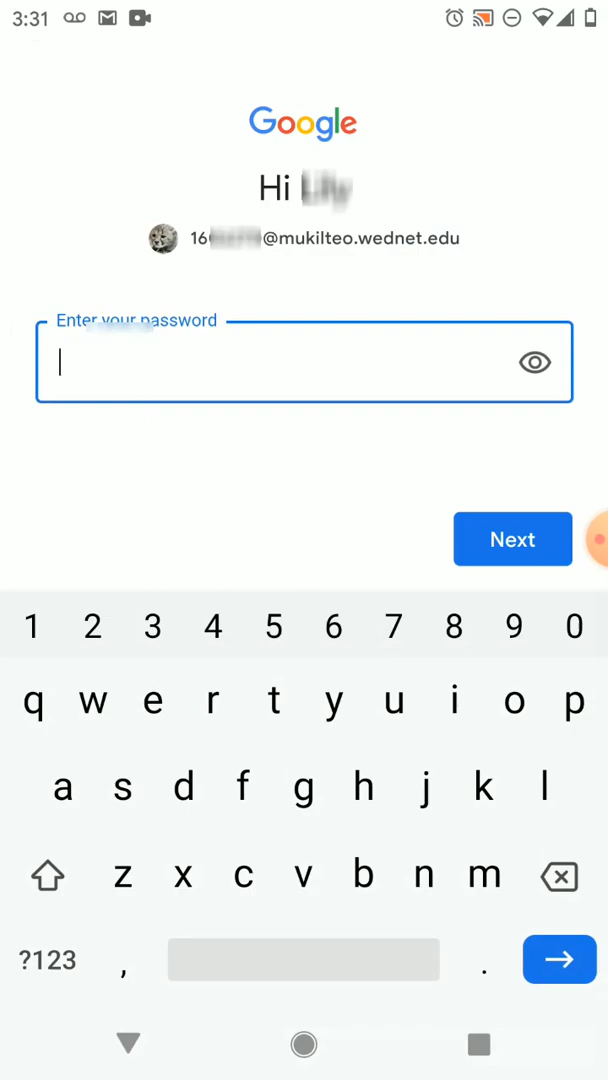 3:31
Google
Hi
16 @mukilteo.wednet.edu
Enter your password
Next
1 2 3 4 5 6 7 8 9 0
q w e r t y u i o p
a s d f g h j k l
z x c v b n m
?123 , .